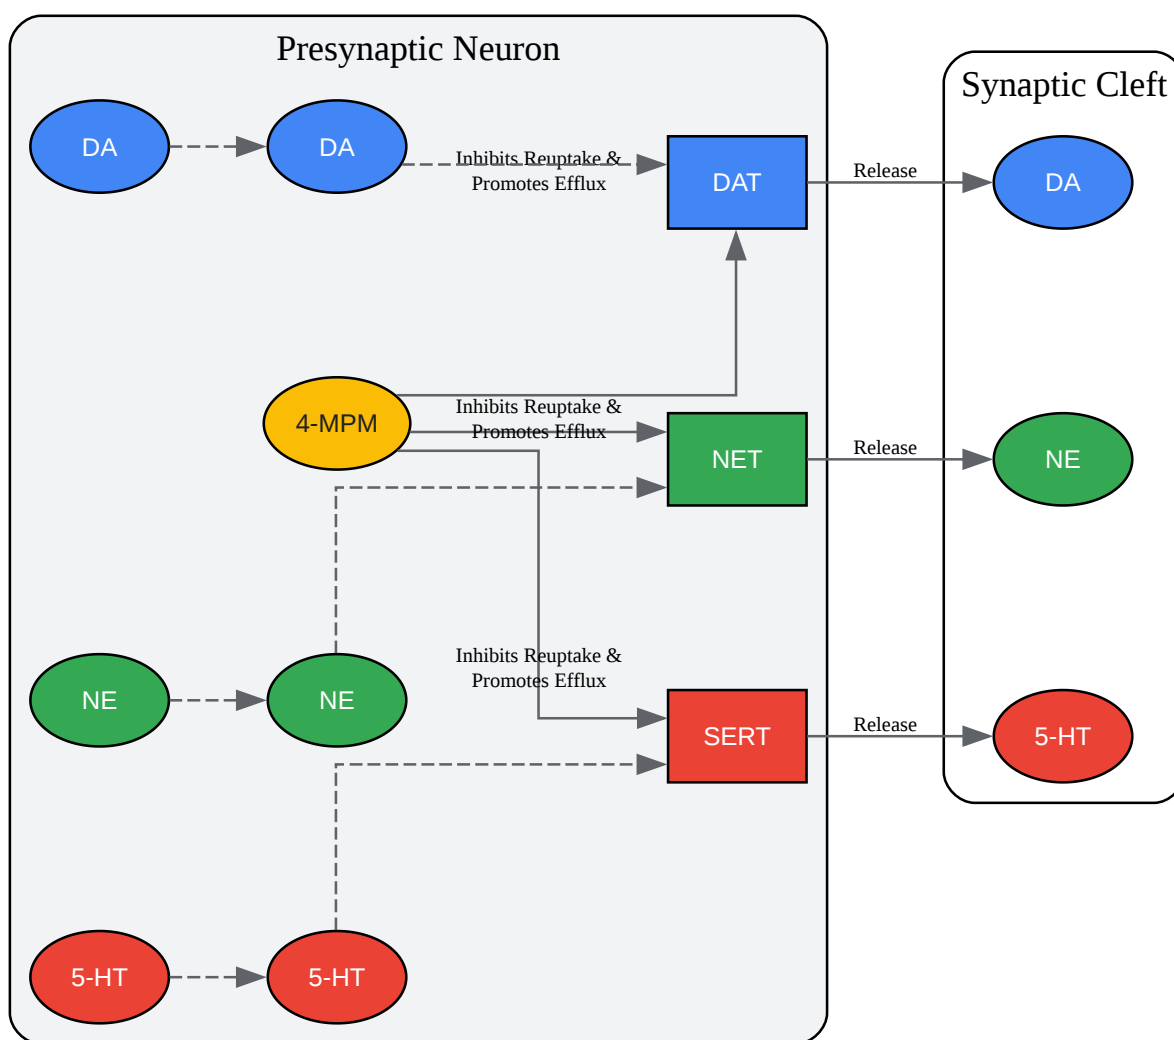 Presynaptic Neuron
Synaptic Cleft
DA
DA
Inhibits Reuptake &
Promotes Efflux
DAT
Release
DA
4-MPM
Inhibits Reuptake &
Promotes Efflux
NET
Release
NE
NE
NE
Inhibits Reuptake &
Promotes Efflux
SERT
Release
5-HT
5-HT
5-HT